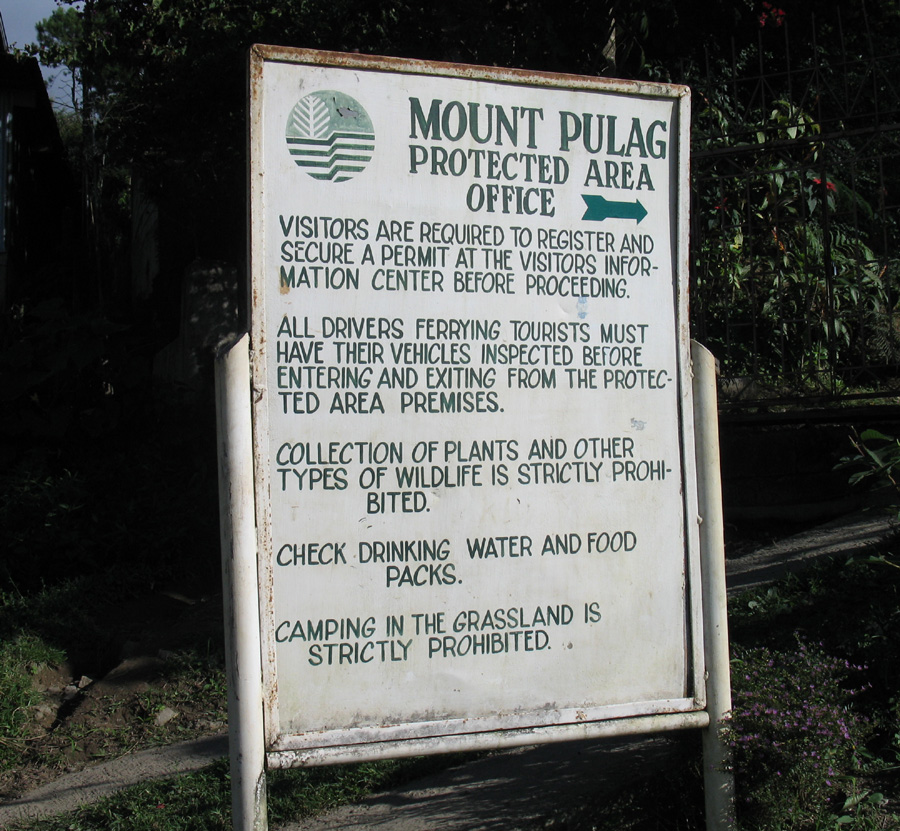 MOUNT PULAG
PROTECTED AREA
OFFICE
VISITORS ARE REQUIRED TO REGISTER AND
SECURE A PERMIT AT THE VISITORS INFOR-
MATION CENTER BEFORE PROCEEDING.
ALL DRIVERS FERRYING TOURISTS MUST
HAVE THEIR VEHICLES INSPECTED BEFORE
ENTERING AND EXITING FROM THE PROTEC-
TED AREA PREMISES.
COLLECTION OF PLANTS AND OTHER
TYPES OF WILDLIFE IS STRICTLY PROHI-
BITED.
CHECK DRINKING WATER AND FOOD
PACKS.
CAMPING IN THE GRASSLAND IS
STRICTLY PROHIBITED.